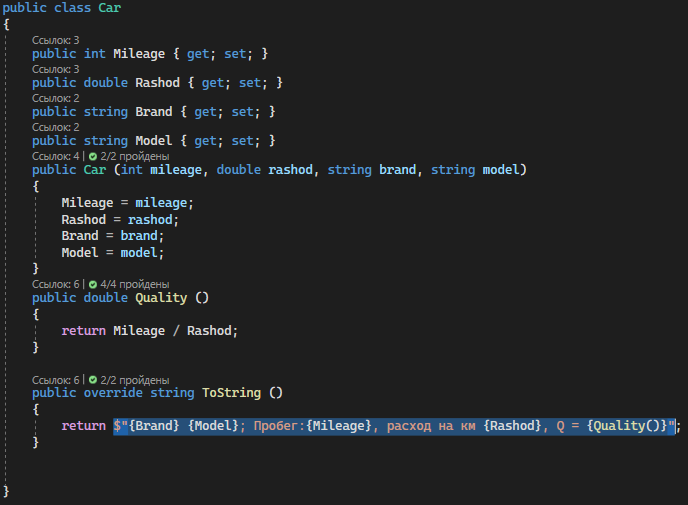 public class Car
{
Ссылок: 3
public int Mileage { get; set; }
Ссылок: 3
public double Rashod { get; set; }
Ссылок: 2
public string Brand { get; set; }
Ссылок: 2
public string Model { get; set; }
Ссылок: 4 | 2/2 пройдены
public Car (int mileage, double rashod, string brand, string model)
{
Mileage = mileage;
Rashod = rashod;
Brand = brand;
Model = model;
}
Ссылок: 6 | 4/4 пройдены
public double Quality ()
{
return Mileage / Rashod;
}
Ссылок: 6 | 2/2 пройдены
public override string ToString ()
{
return $"{Brand} {Model}; Пробег:{Mileage}, расход на км {Rashod}, Q = {Quality()}";
}
}